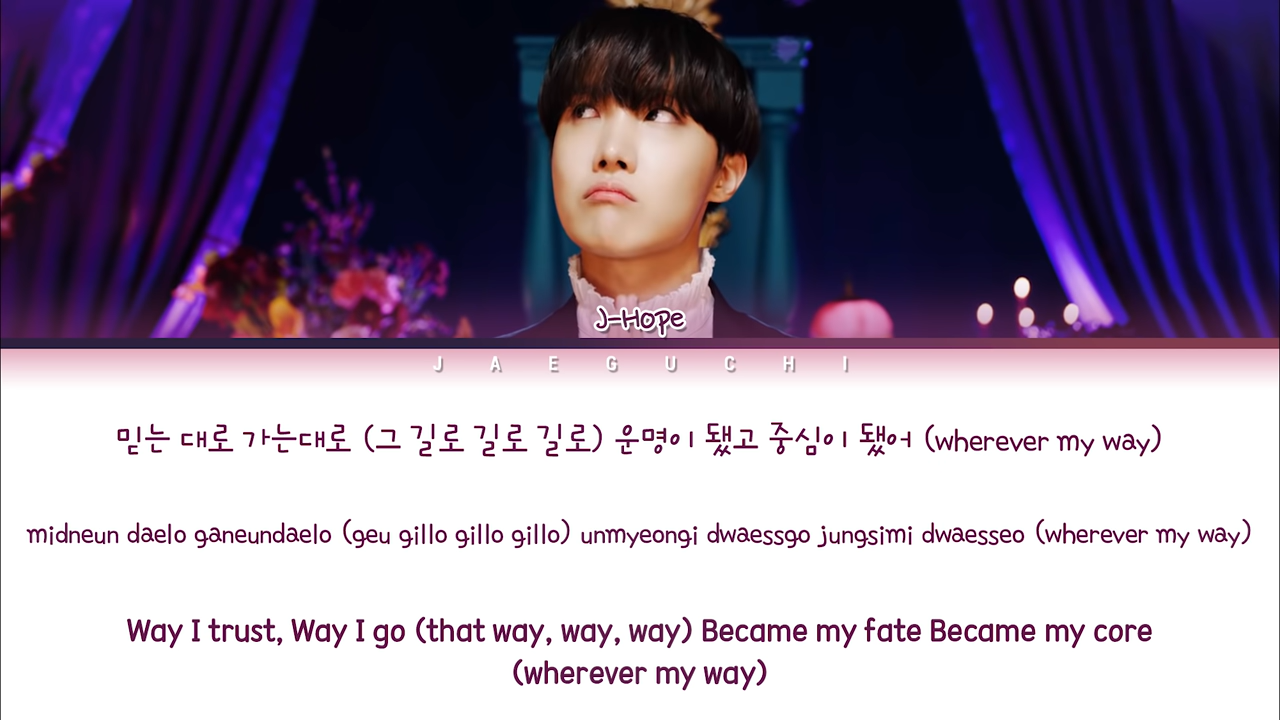 J-Hope
J A E G U C H I
믿는 대로 가는대로 (그 길로 길로 길로) 운명이 됐고 중심이 됐어 (wherever my way)
midneun daelo ganeundaelo (geu gillo gillo gillo) unmyeongi dwaessgo jungsimi dwaesseo (wherever my way)
Way I trust, Way I go (that way, way, way) Became my fate Became my core
(wherever my way)